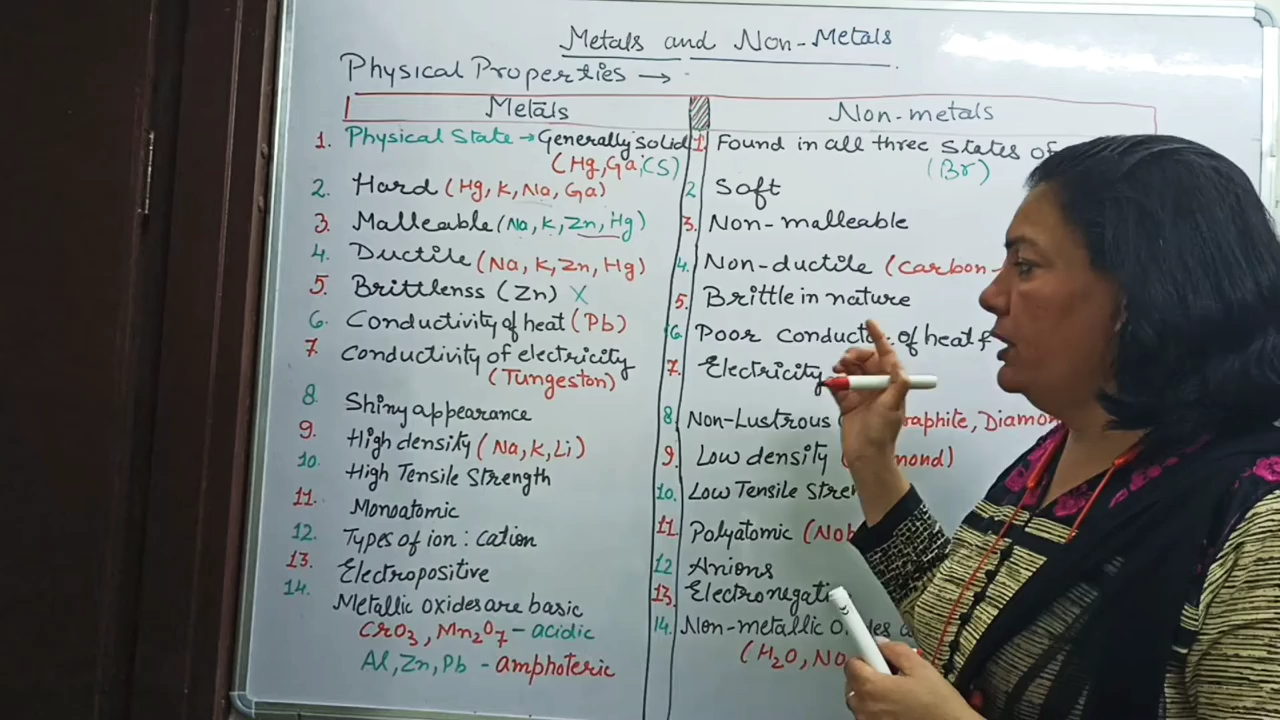 Metals and Non-Metals
Physical Properties →
Metals
Non-metals
1. Physical State → Generally solid
(Hg, Ga, CS)
2. Hard (Hg, K, Na, Ga)
3. Malleable (Na, K, Zn, Hg)
4. Ductile (Na, K, Zn, Hg)
5. Brittlenss (Zn) X
6. Conductivity of heat (Pb)
7. Conductivity of electricity
(Tungeston)
8. Shiny appearance
9. High density (Na, K, Li)
10. High Tensile Strength
11. Monoatomic
12. Types of ion : cation
13. Electropositive
14. Metallic oxides are basic
CrO3, Mn2O7 - acidic
Al, Zn, Pb - amphoteric
1. Found in all three States of
(Br)
2 Soft
3. Non-malleable
4. Non-ductile (carbon-
5. Brittle in nature
6. Poor conductor of heat
7. Electricity
8 Non-Lustrous Graphite, Diamon
9. Low density
10. Low Tensile Stren
11. Polyatomic (Nob
12 Anions
13. Electronegati
14. Non-metallic
(H2O, NO